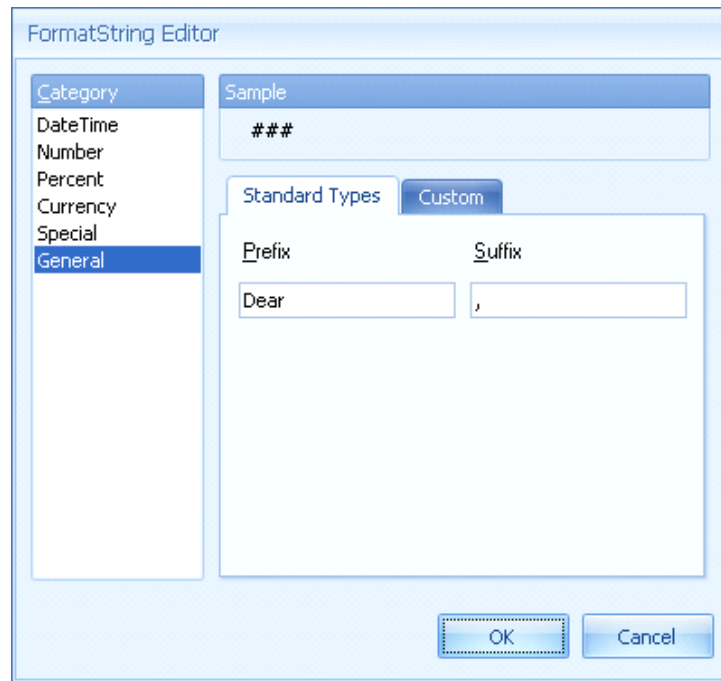 FormatString Editor
Category
DateTime
Number
Percent
Currency
Special
General
Sample
###
Standard Types
Custom
Prefix
Suffix
Dear
,
OK
Cancel